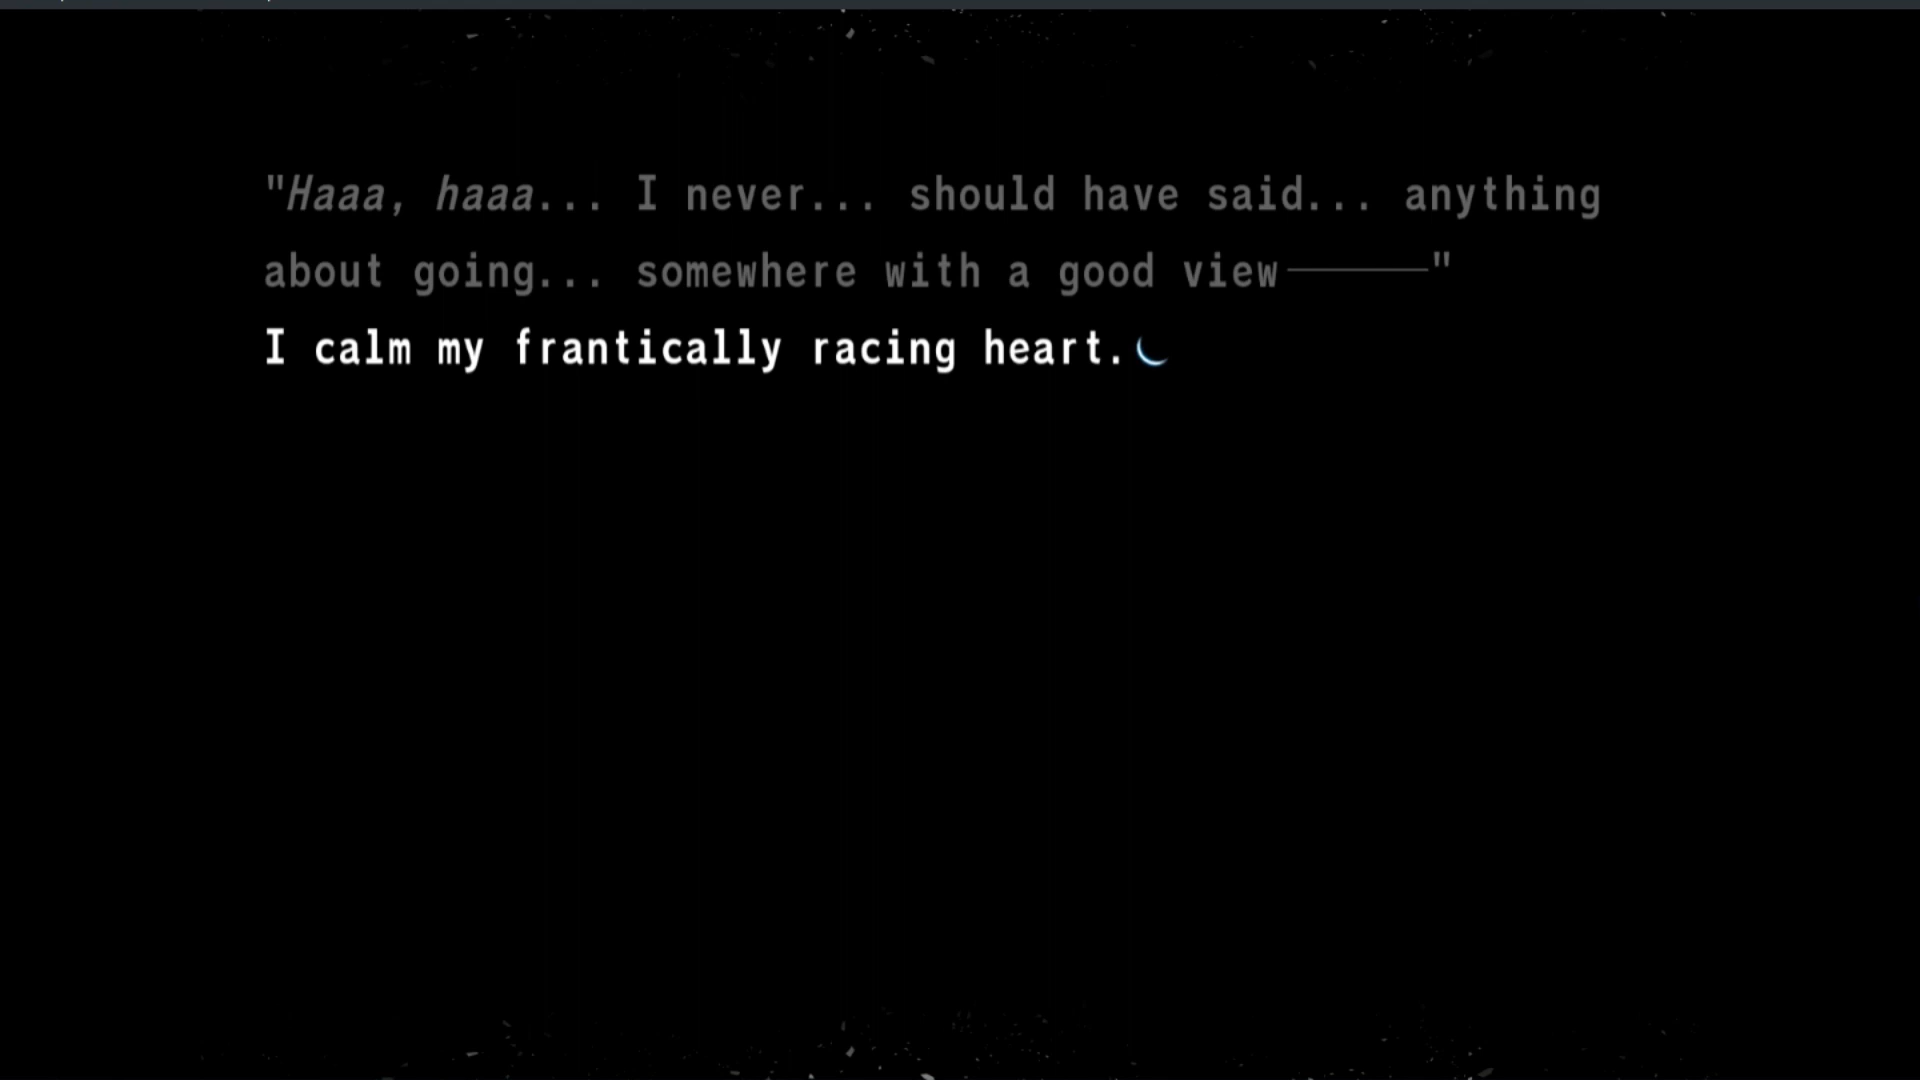 "Haaa, haaa... I never... should have said... anything
about going... somewhere with a good view――――――"
I calm my frantically racing heart.